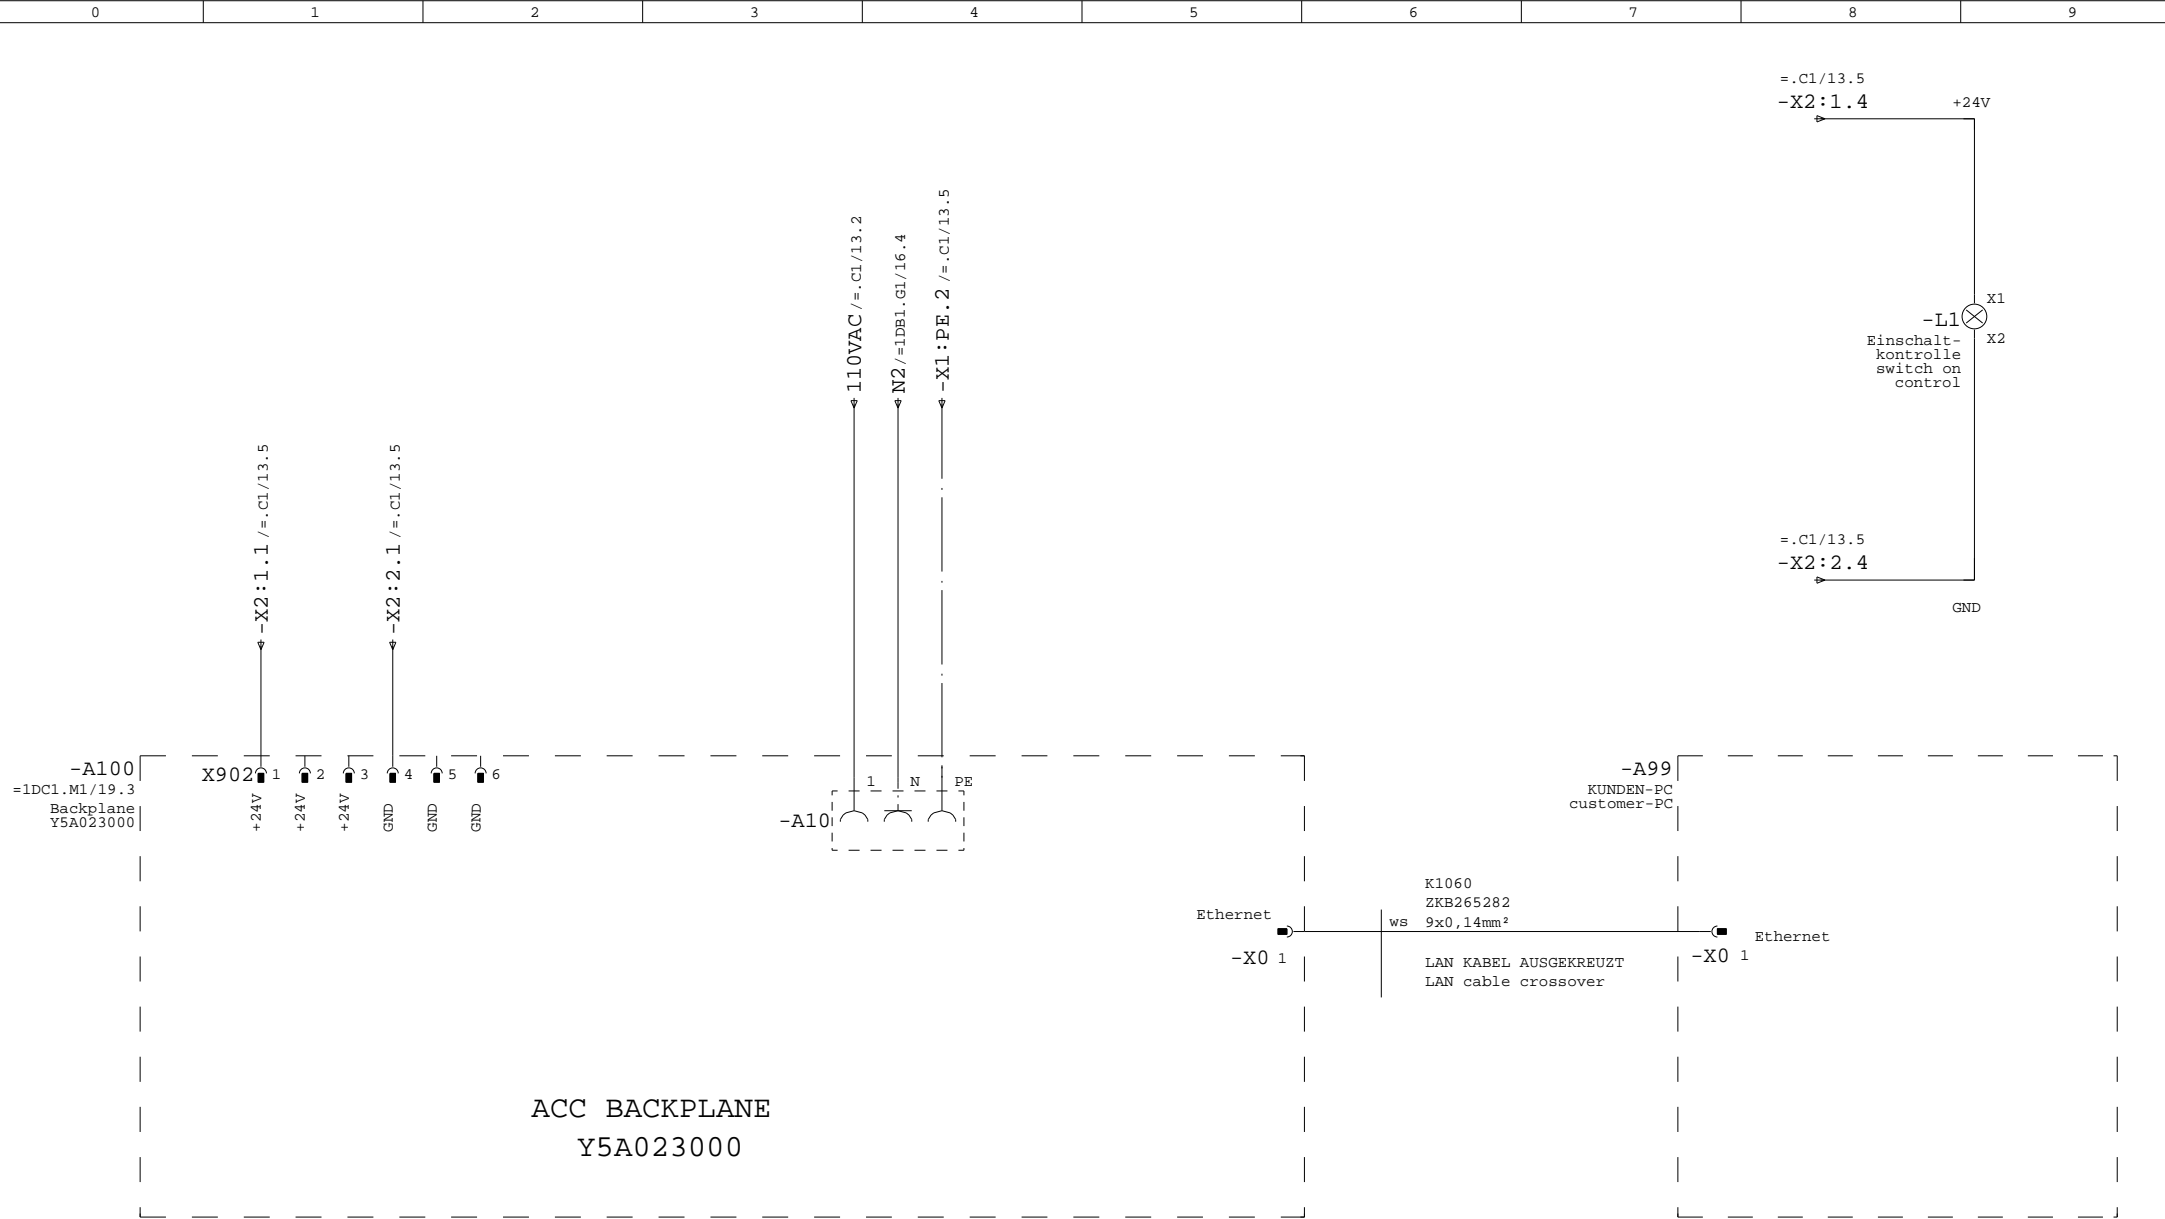 0 1 2 3 4 5 6 7 8 9
=.C1/13.5
-X2:1.4
+24V
110VAC/=.C1/13.2
N2/=1DB1.G1/16.4
-X1:PE.2/=.C1/13.5
X1
-L1
X2
Einschalt-
kontrolle
switch on
control
-X2:1.1/=.C1/13.5
-X2:2.1/=.C1/13.5
=.C1/13.5
-X2:2.4
GND
-A100
=1DC1.M1/19.3
Backplane
Y5A023000
X902 1 2 3 4 5 6
+24V
+24V
+24V
GND
GND
GND
1 N PE
-A10
-A99
KUNDEN-PC
customer-PC
K1060
ZKB265282
ws 9x0,14mm²
Ethernet
-X0 1
LAN KABEL AUSGEKREUZT
LAN cable crossover
Ethernet
-X0 1
ACC BACKPLANE
Y5A023000